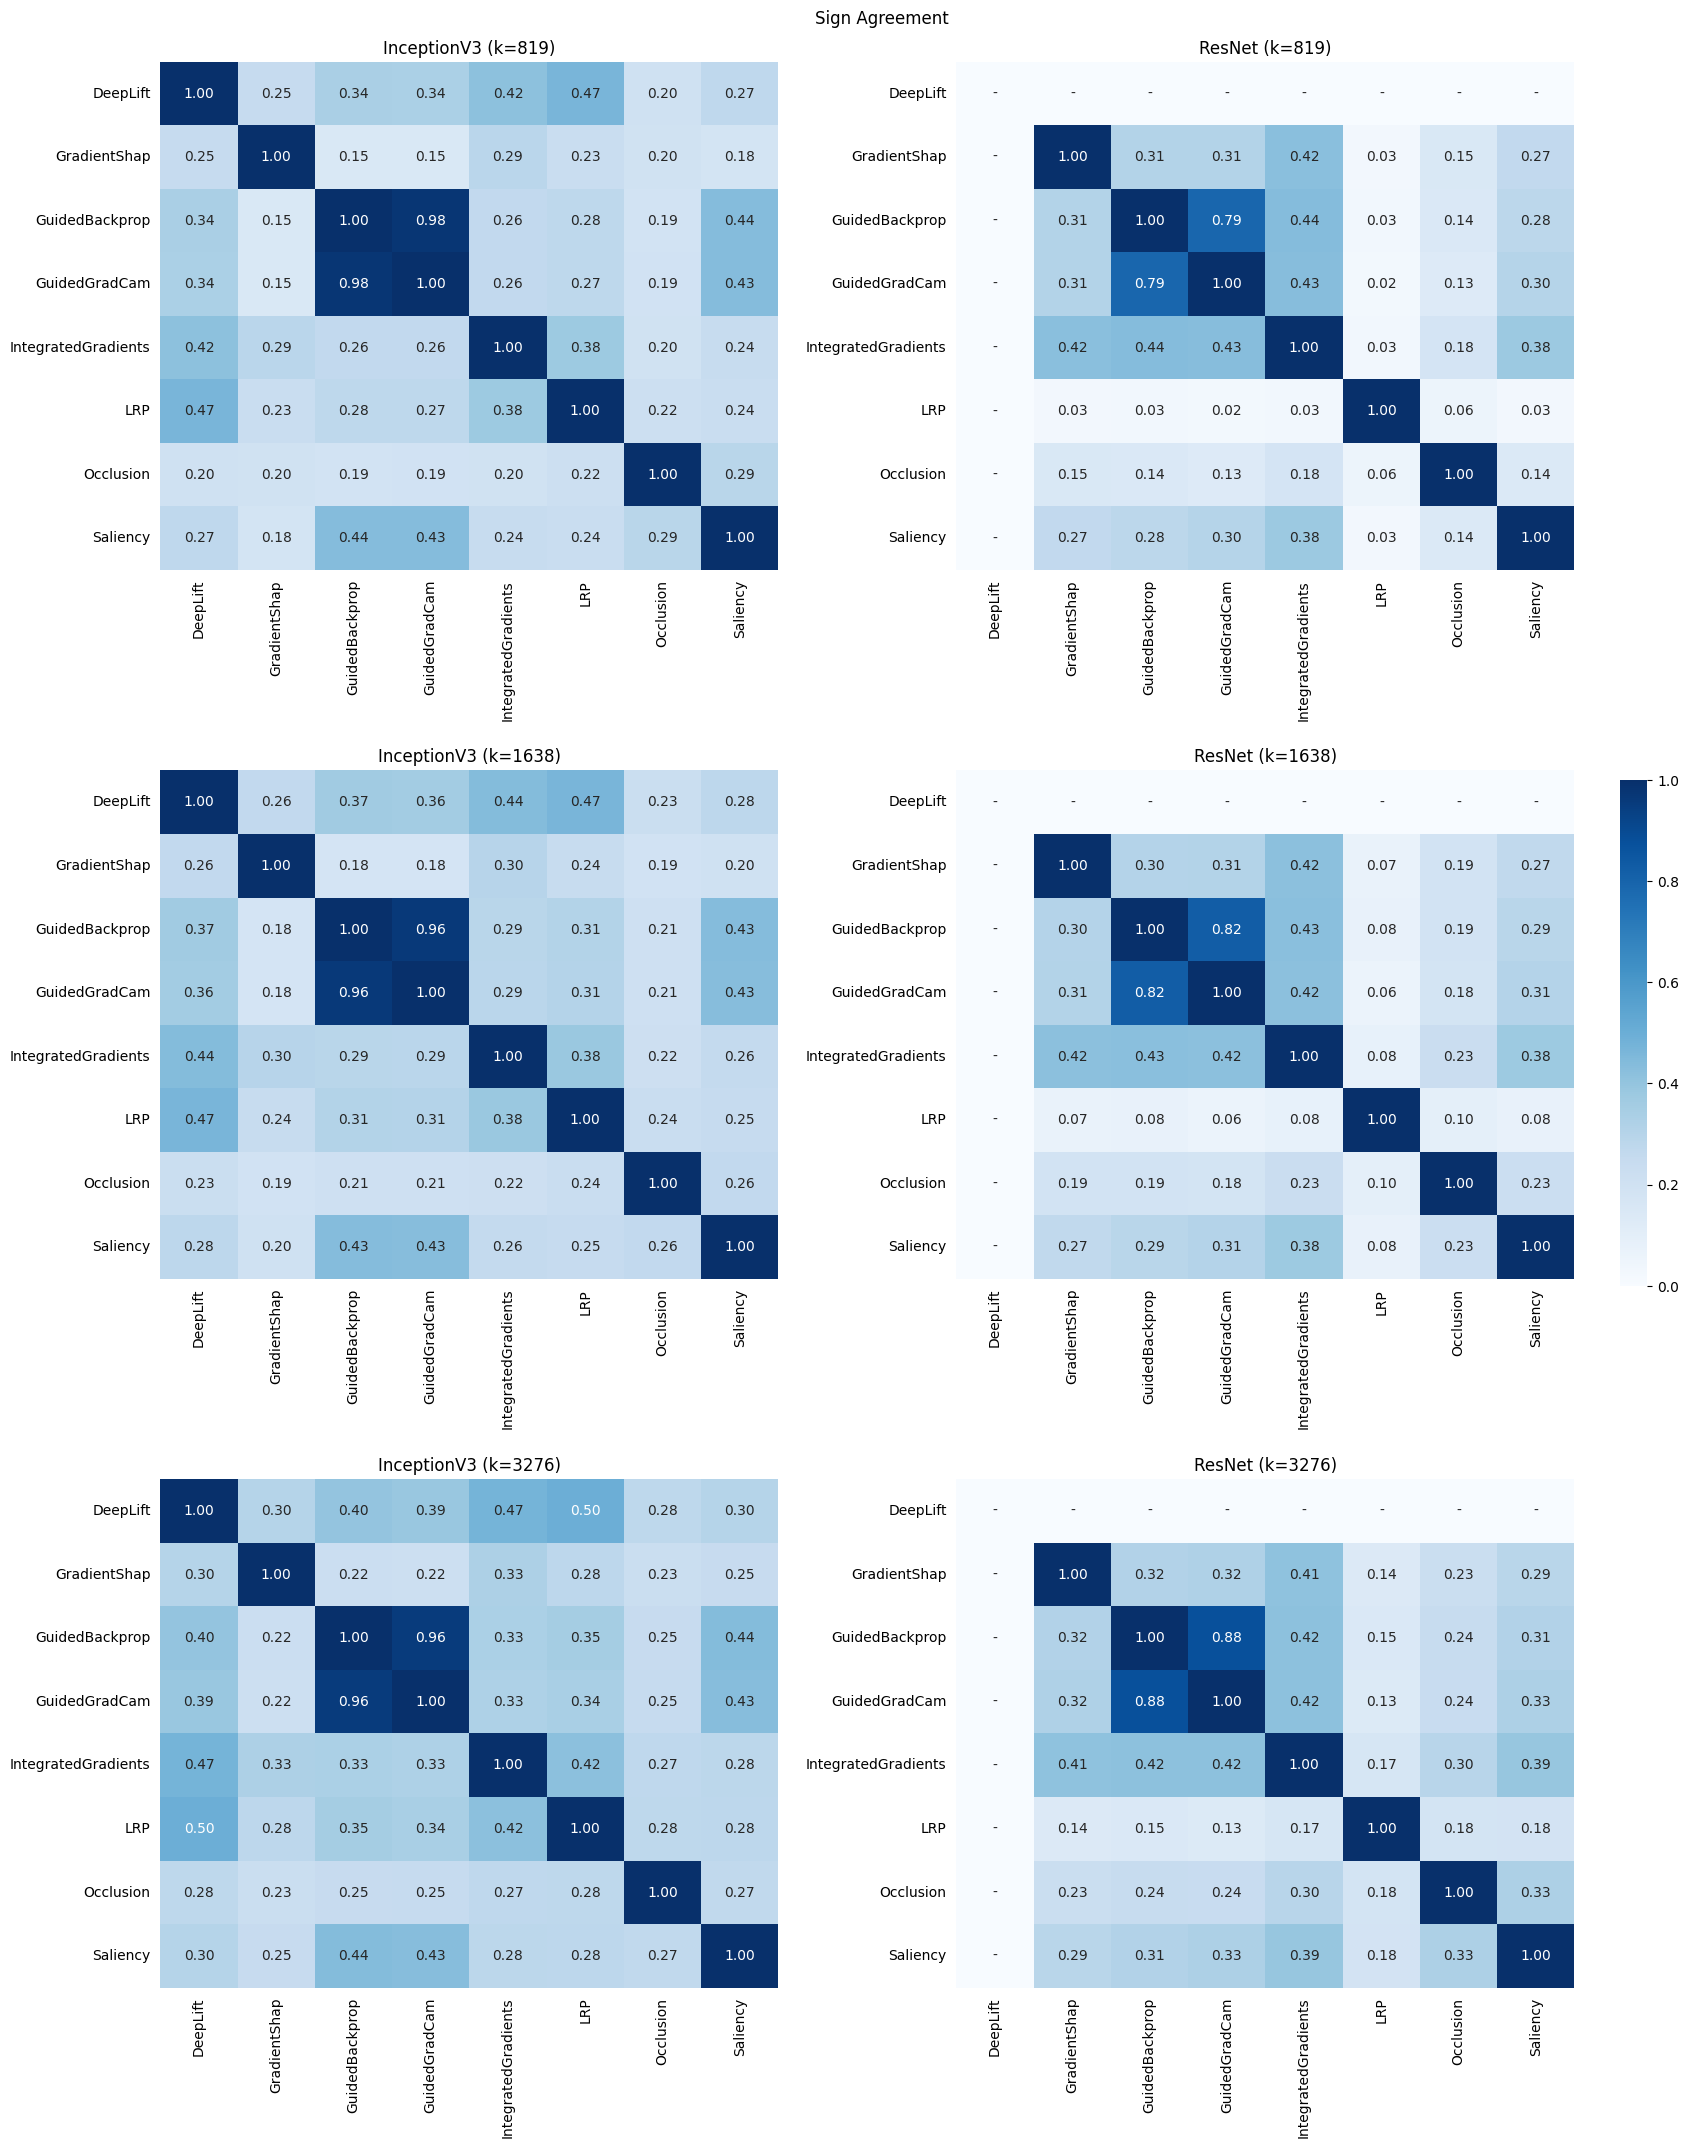 Sign Agreement
InceptionV3 (k=819)
DeepLift 1.00 0.25 0.34 0.34 0.42 0.47 0.20 0.27
GradientShap 0.25 1.00 0.15 0.15 0.29 0.23 0.20 0.18
GuidedBackprop 0.34 0.15 1.00 0.98 0.26 0.28 0.19 0.44
GuidedGradCam 0.34 0.15 0.98 1.00 0.26 0.27 0.19 0.43
IntegratedGradients 0.42 0.29 0.26 0.26 1.00 0.38 0.20 0.24
LRP 0.47 0.23 0.28 0.27 0.38 1.00 0.22 0.24
Occlusion 0.20 0.20 0.19 0.19 0.20 0.22 1.00 0.29
Saliency 0.27 0.18 0.44 0.43 0.24 0.24 0.29 1.00
DeepLift GradientShap GuidedBackprop GuidedGradCam IntegratedGradients LRP Occlusion Saliency
ResNet (k=819)
DeepLift - - - - - - - -
GradientShap - 1.00 0.31 0.31 0.42 0.03 0.15 0.27
GuidedBackprop - 0.31 1.00 0.79 0.44 0.03 0.14 0.28
GuidedGradCam - 0.31 0.79 1.00 0.43 0.02 0.13 0.30
IntegratedGradients - 0.42 0.44 0.43 1.00 0.03 0.18 0.38
LRP - 0.03 0.03 0.02 0.03 1.00 0.06 0.03
Occlusion - 0.15 0.14 0.13 0.18 0.06 1.00 0.14
Saliency - 0.27 0.28 0.30 0.38 0.03 0.14 1.00
DeepLift GradientShap GuidedBackprop GuidedGradCam IntegratedGradients LRP Occlusion Saliency
InceptionV3 (k=1638)
DeepLift 1.00 0.26 0.37 0.36 0.44 0.47 0.23 0.28
GradientShap 0.26 1.00 0.18 0.18 0.30 0.24 0.19 0.20
GuidedBackprop 0.37 0.18 1.00 0.96 0.29 0.31 0.21 0.43
GuidedGradCam 0.36 0.18 0.96 1.00 0.29 0.31 0.21 0.43
IntegratedGradients 0.44 0.30 0.29 0.29 1.00 0.38 0.22 0.26
LRP 0.47 0.24 0.31 0.31 0.38 1.00 0.24 0.25
Occlusion 0.23 0.19 0.21 0.21 0.22 0.24 1.00 0.26
Saliency 0.28 0.20 0.43 0.43 0.26 0.25 0.26 1.00
DeepLift GradientShap GuidedBackprop GuidedGradCam IntegratedGradients LRP Occlusion Saliency
ResNet (k=1638)
DeepLift - - - - - - - -
GradientShap - 1.00 0.30 0.31 0.42 0.07 0.19 0.27
GuidedBackprop - 0.30 1.00 0.82 0.43 0.08 0.19 0.29
GuidedGradCam - 0.31 0.82 1.00 0.42 0.06 0.18 0.31
IntegratedGradients - 0.42 0.43 0.42 1.00 0.08 0.23 0.38
LRP - 0.07 0.08 0.06 0.08 1.00 0.10 0.08
Occlusion - 0.19 0.19 0.18 0.23 0.10 1.00 0.23
Saliency - 0.27 0.29 0.31 0.38 0.08 0.23 1.00
DeepLift GradientShap GuidedBackprop GuidedGradCam IntegratedGradients LRP Occlusion Saliency
1.0
0.8
0.6
0.4
0.2
0.0
InceptionV3 (k=3276)
DeepLift 1.00 0.30 0.40 0.39 0.47 0.50 0.28 0.30
GradientShap 0.30 1.00 0.22 0.22 0.33 0.28 0.23 0.25
GuidedBackprop 0.40 0.22 1.00 0.96 0.33 0.35 0.25 0.44
GuidedGradCam 0.39 0.22 0.96 1.00 0.33 0.34 0.25 0.43
IntegratedGradients 0.47 0.33 0.33 0.33 1.00 0.42 0.27 0.28
LRP 0.50 0.28 0.35 0.34 0.42 1.00 0.28 0.28
Occlusion 0.28 0.23 0.25 0.25 0.27 0.28 1.00 0.27
Saliency 0.30 0.25 0.44 0.43 0.28 0.28 0.27 1.00
DeepLift GradientShap GuidedBackprop GuidedGradCam IntegratedGradients LRP Occlusion Saliency
ResNet (k=3276)
DeepLift - - - - - - - -
GradientShap - 1.00 0.32 0.32 0.41 0.14 0.23 0.29
GuidedBackprop - 0.32 1.00 0.88 0.42 0.15 0.24 0.31
GuidedGradCam - 0.32 0.88 1.00 0.42 0.13 0.24 0.33
IntegratedGradients - 0.41 0.42 0.42 1.00 0.17 0.30 0.39
LRP - 0.14 0.15 0.13 0.17 1.00 0.18 0.18
Occlusion - 0.23 0.24 0.24 0.30 0.18 1.00 0.33
Saliency - 0.29 0.31 0.33 0.39 0.18 0.33 1.00
DeepLift GradientShap GuidedBackprop GuidedGradCam IntegratedGradients LRP Occlusion Saliency